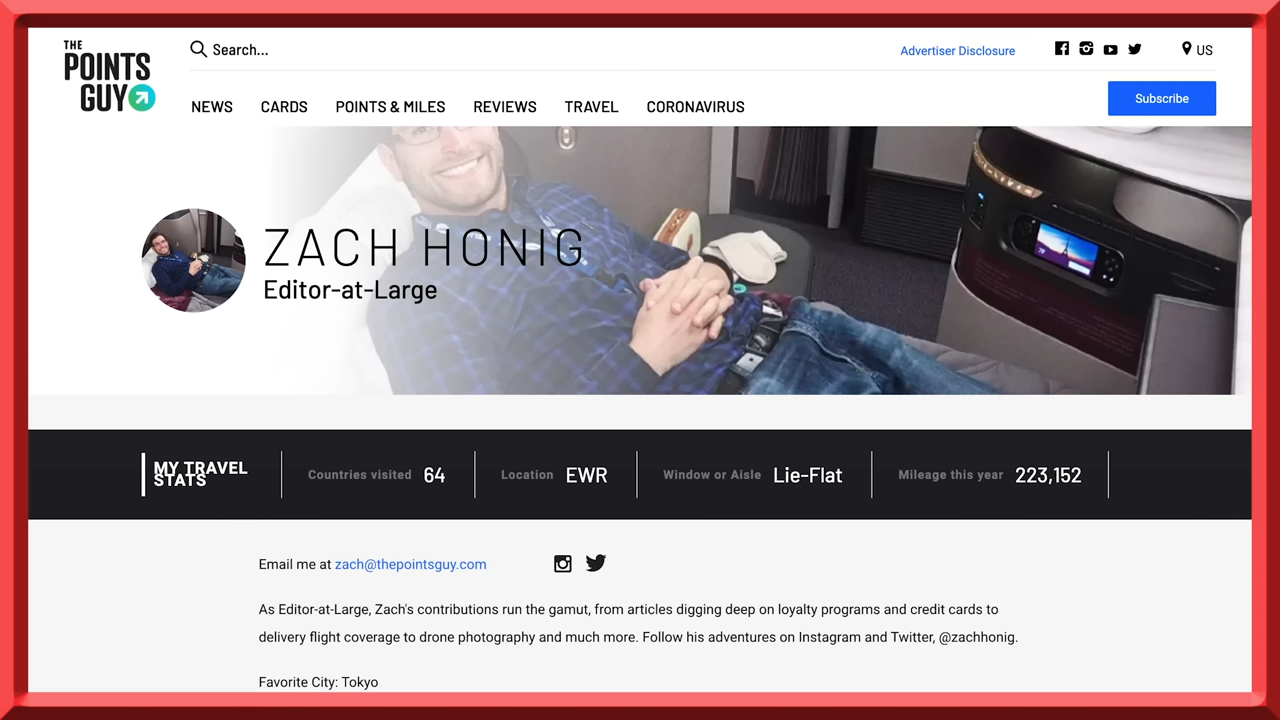 THE
POINTS
GUY
Search...
Advertiser Disclosure
US
NEWS CARDS POINTS & MILES REVIEWS TRAVEL CORONAVIRUS
Subscribe
ZACH HONIG
Editor-at-Large
MY TRAVEL
STATS
Countries visited 64
Location EWR
Window or Aisle Lie-Flat
Mileage this year 223,152
Email me at zach@thepointsguy.com
As Editor-at-Large, Zach's contributions run the gamut, from articles digging deep on loyalty programs and credit cards to
delivery flight coverage to drone photography and much more. Follow his adventures on Instagram and Twitter, @zachhonig.
Favorite City: Tokyo